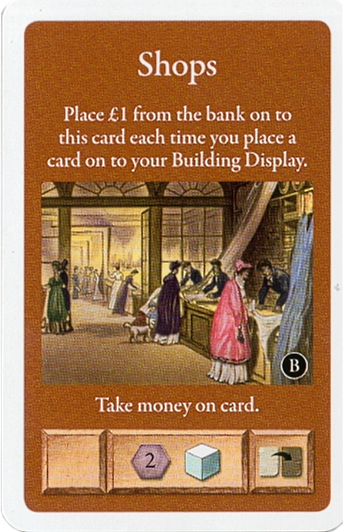 Shops
Place £1 from the bank on to
this card each time you place a
card on to your Building Display.
B
Take money on card.
2